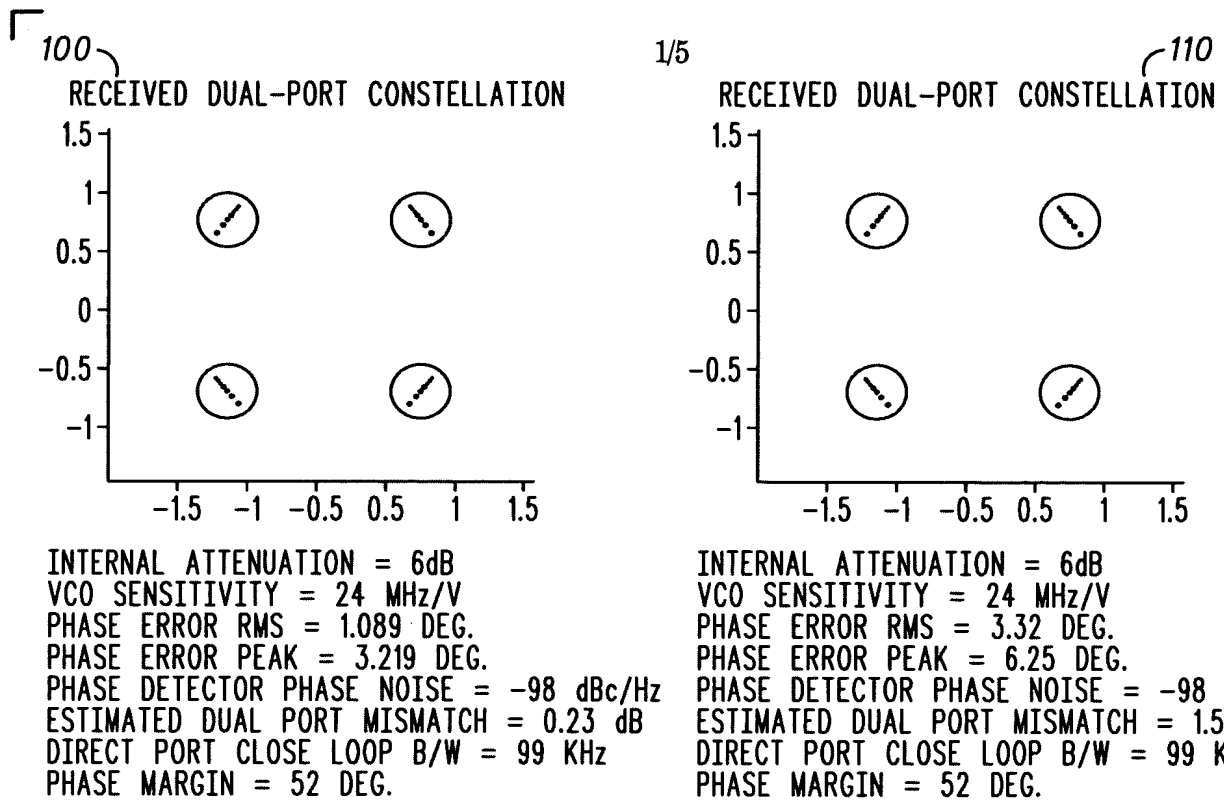 100
1/5
110
RECEIVED DUAL-PORT CONSTELLATION
1.5
1
0.5
0
-0.5
-1
-1.5 -1 -0.5 0.5 1 1.5
INTERNAL ATTENUATION = 6dB
VCO SENSITIVITY = 24 MHz/V
PHASE ERROR RMS = 1.089 DEG.
PHASE ERROR PEAK = 3.219 DEG.
PHASE DETECTOR PHASE NOISE = -98 dBc/Hz
ESTIMATED DUAL PORT MISMATCH = 0.23 dB
DIRECT PORT CLOSE LOOP B/W = 99 KHz
PHASE MARGIN = 52 DEG.
RECEIVED DUAL-PORT CONSTELLATION
1.5
1
0.5
0
-0.5
-1
-1.5 -1 -0.5 0.5 1 1.5
INTERNAL ATTENUATION = 6dB
VCO SENSITIVITY = 24 MHz/V
PHASE ERROR RMS = 3.32 DEG.
PHASE ERROR PEAK = 6.25 DEG.
PHASE DETECTOR PHASE NOISE = -98
ESTIMATED DUAL PORT MISMATCH = 1.5
DIRECT PORT CLOSE LOOP B/W = 99 K
PHASE MARGIN = 52 DEG.